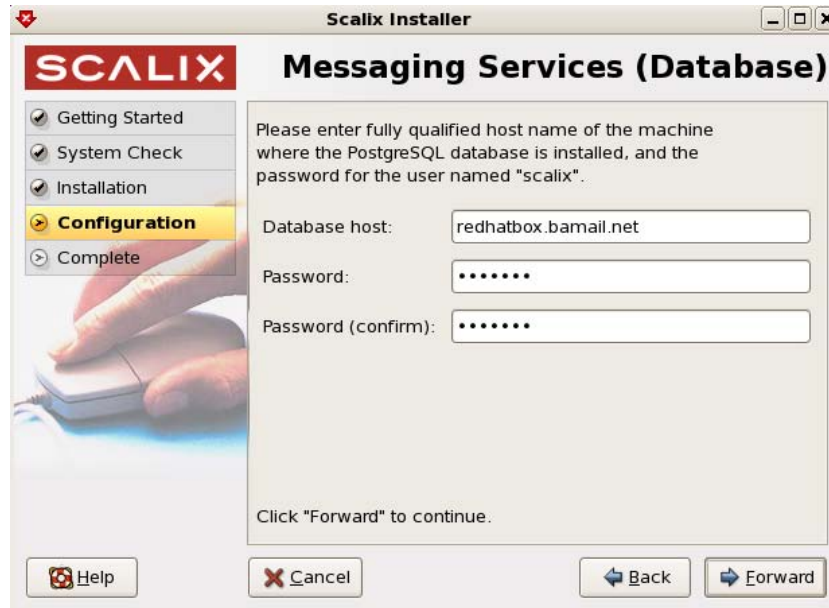 Scalix Installer
SCALIX
Messaging Services (Database)
Getting Started
System Check
Installation
Configuration
Complete
Please enter fully qualified host name of the machine
where the PostgreSQL database is installed, and the
password for the user named "scalix".
Database host: redhatbox.bamail.net
Password: •••••••
Password (confirm): •••••••
Click "Forward" to continue.
Help Cancel Back Forward